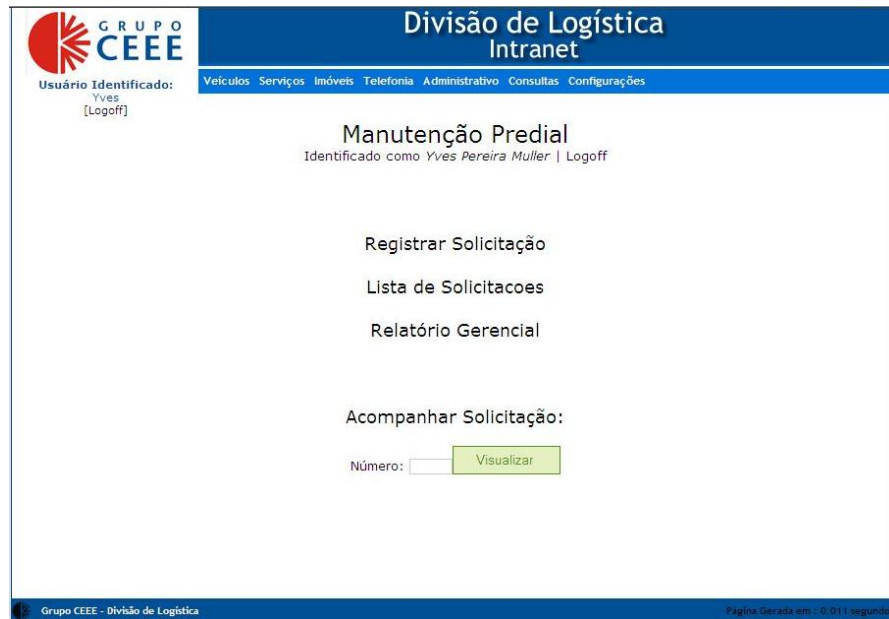 GRUPO
CEEE
Divisão de Logística
Intranet
Usuário Identificado:
Yves
[Logoff]
Veículos Serviços Imóveis Telefonia Administrativo Consultas Configurações
Manutenção Predial
Identificado como Yves Pereira Muller | Logoff
Registrar Solicitação
Lista de Solicitacoes
Relatório Gerencial
Acompanhar Solicitação:
Número: Visualizar
Grupo CEEE - Divisão de Logística
Página Gerada em : 0.011 segundo